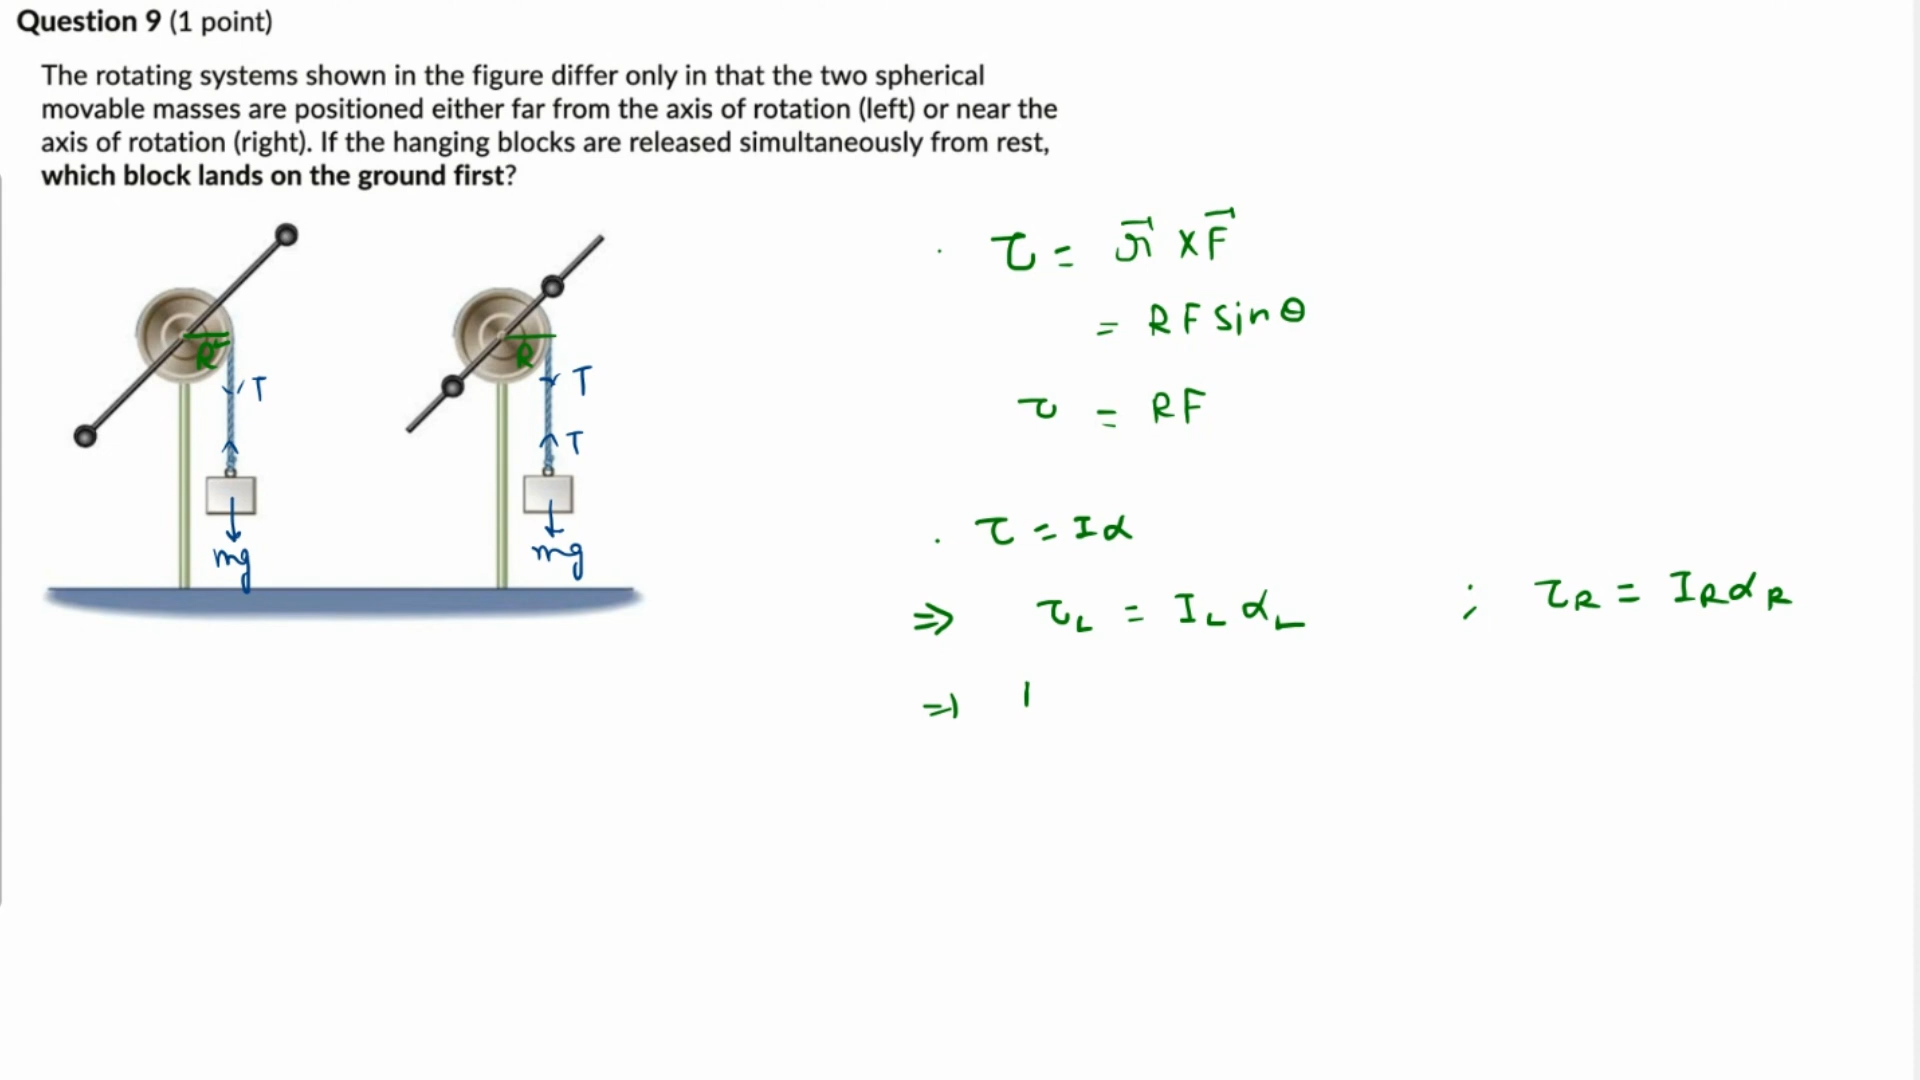 Question 9 (1 point)
The rotating systems shown in the figure differ only in that the two spherical
movable masses are positioned either far from the axis of rotation (left) or near the
axis of rotation (right). If the hanging blocks are released simultaneously from rest,
which block lands on the ground first?
R
T
mg
R
T
T
mg
τ = r⃗ × F⃗
= RF sin θ
τ = RF
τ = Iα
⇒ τL = IL αL ; τR = IR αR
⇒ I